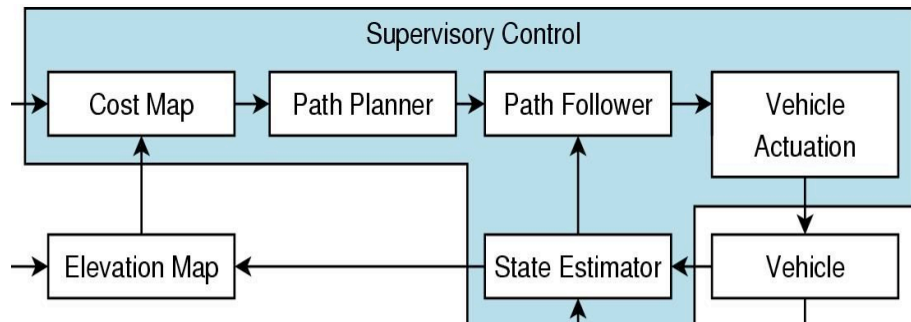 Supervisory Control
Cost Map
Path Planner
Path Follower
Vehicle
Actuation
Elevation Map
State Estimator
Vehicle